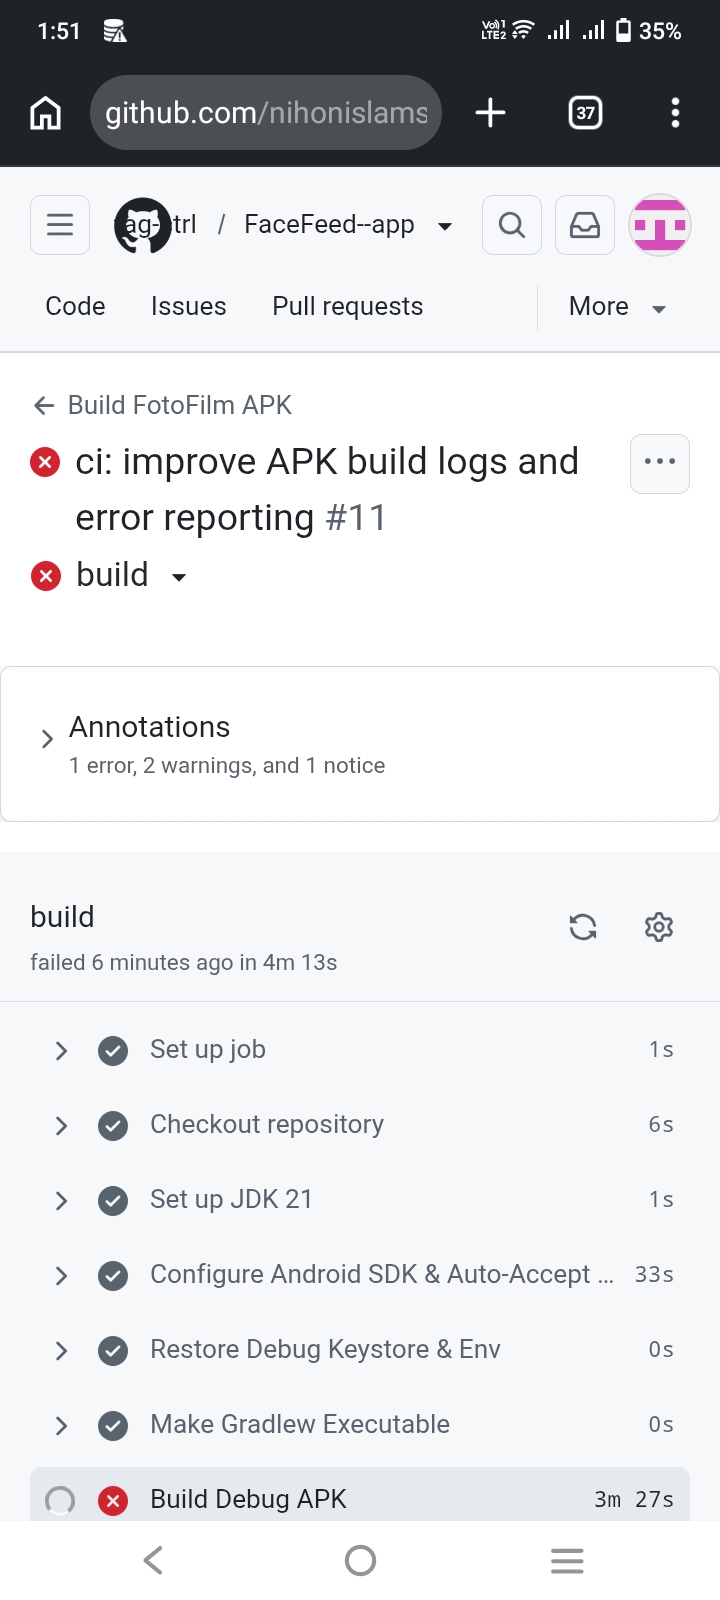 1:51
Vo))1
LTE2
35%
github.com/nihonislams
37
ag- trl / FaceFeed--app
Code Issues Pull requests More
Build FotoFilm APK
ci: improve APK build logs and
error reporting #11
build
Annotations
1 error, 2 warnings, and 1 notice
build
failed 6 minutes ago in 4m 13s
Set up job 1s
Checkout repository 6s
Set up JDK 21 1s
Configure Android SDK & Auto-Accept ... 33s
Restore Debug Keystore & Env 0s
Make Gradlew Executable 0s
Build Debug APK 3m 27s